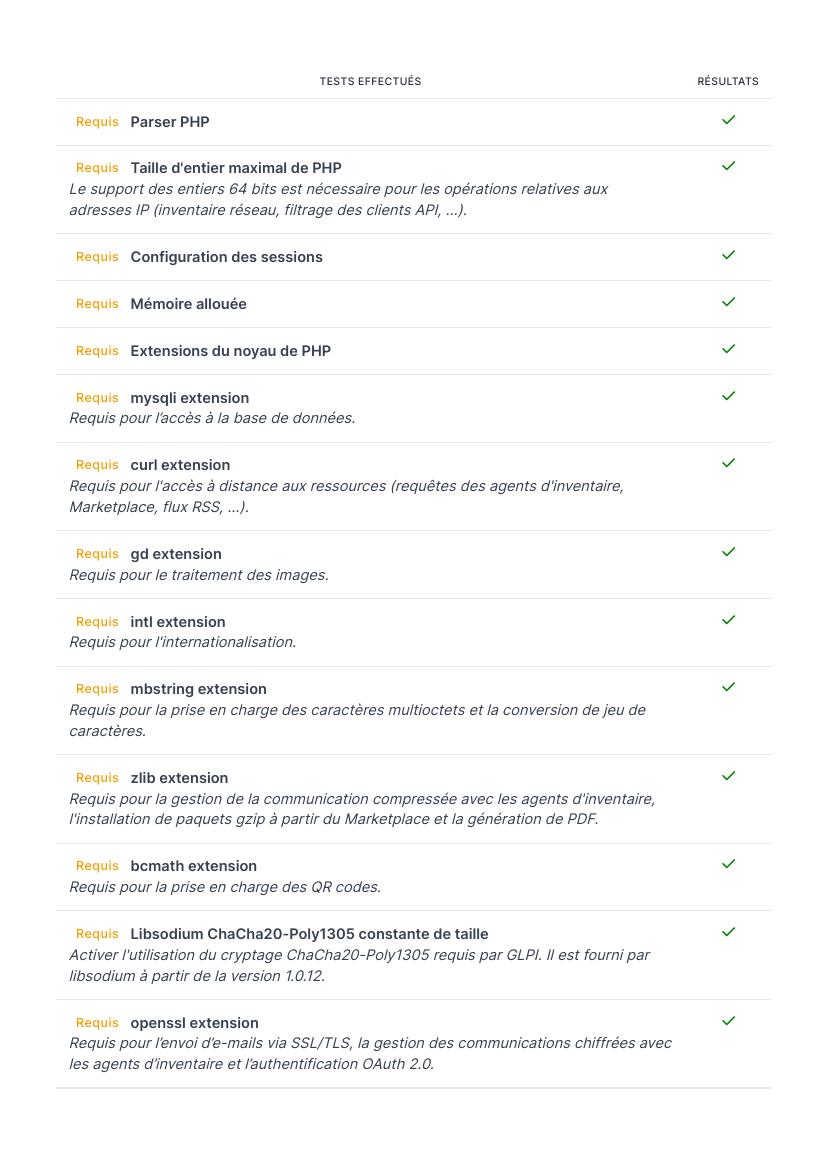 TESTS EFFECTUÉS RÉSULTATS
Requis Parser PHP
Requis Taille d'entier maximal de PHP
Le support des entiers 64 bits est nécessaire pour les opérations relatives aux
adresses IP (inventaire réseau, filtrage des clients API, ...).
Requis Configuration des sessions
Requis Mémoire allouée
Requis Extensions du noyau de PHP
Requis mysqli extension
Requis pour l’accès à la base de données.
Requis curl extension
Requis pour l'accès à distance aux ressources (requêtes des agents d'inventaire,
Marketplace, flux RSS, ...).
Requis gd extension
Requis pour le traitement des images.
Requis intl extension
Requis pour l'internationalisation.
Requis mbstring extension
Requis pour la prise en charge des caractères multioctets et la conversion de jeu de
caractères.
Requis zlib extension
Requis pour la gestion de la communication compressée avec les agents d'inventaire,
l'installation de paquets gzip à partir du Marketplace et la génération de PDF.
Requis bcmath extension
Requis pour la prise en charge des QR codes.
Requis Libsodium ChaCha20-Poly1305 constante de taille
Activer l'utilisation du cryptage ChaCha20-Poly1305 requis par GLPI. Il est fourni par
libsodium à partir de la version 1.0.12.
Requis openssl extension
Requis pour l’envoi d’e-mails via SSL/TLS, la gestion des communications chiffrées avec
les agents d’inventaire et l’authentification OAuth 2.0.